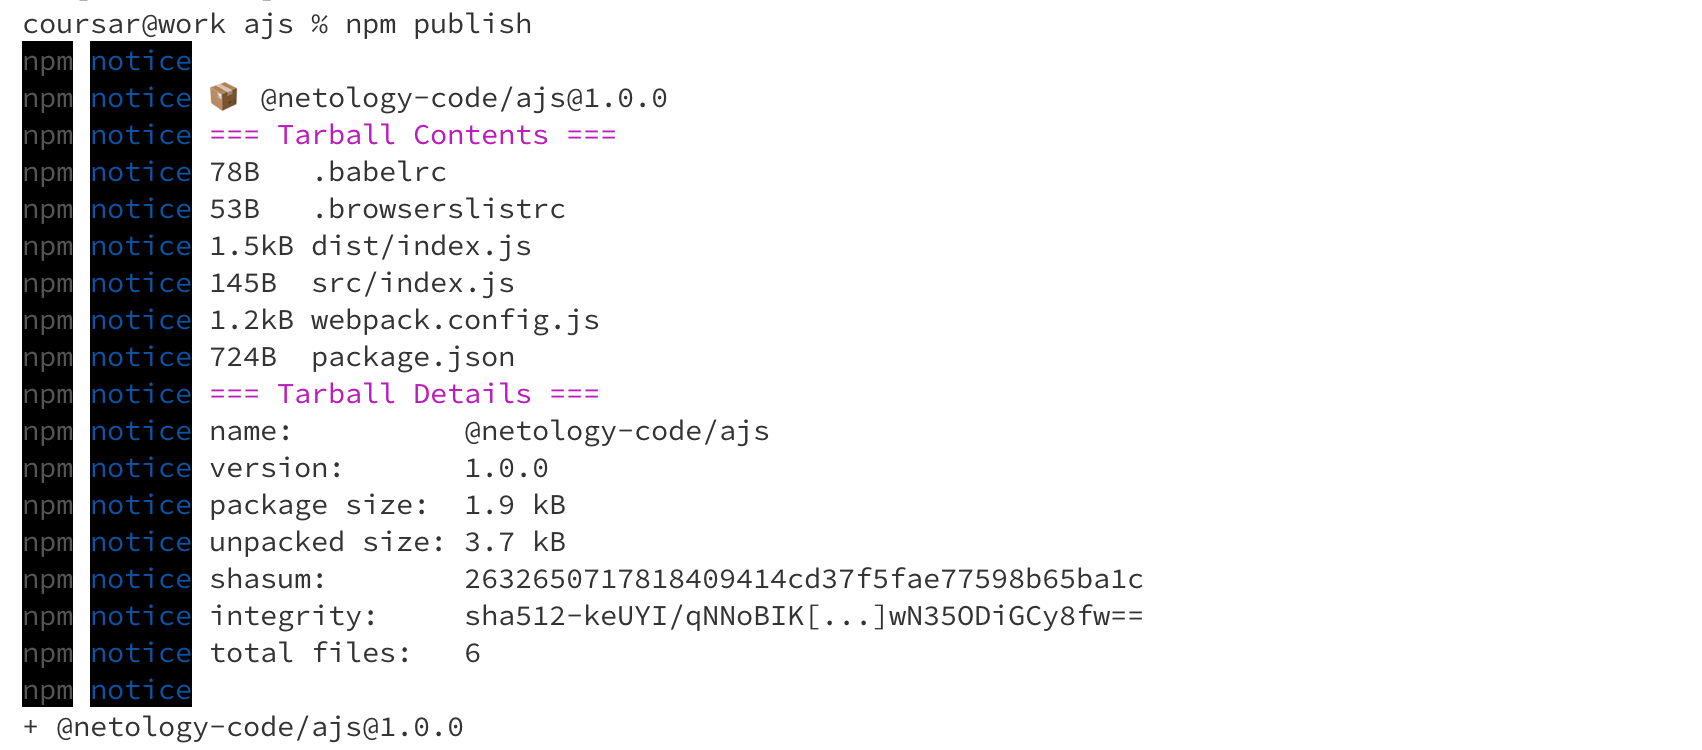 coursar@work ajs % npm publish
npm notice
npm notice 📦 @netology-code/ajs@1.0.0
npm notice === Tarball Contents ===
npm notice 78B   .babelrc
npm notice 53B   .browserslistrc
npm notice 1.5kB dist/index.js
npm notice 145B  src/index.js
npm notice 1.2kB webpack.config.js
npm notice 724B  package.json
npm notice === Tarball Details ===
npm notice name:          @netology-code/ajs
npm notice version:       1.0.0
npm notice package size:  1.9 kB
npm notice unpacked size: 3.7 kB
npm notice shasum:        2632650717818409414cd37f5fae77598b65ba1c
npm notice integrity:     sha512-keUYI/qNNoBIK[...]wN35ODiGCy8fw==
npm notice total files:   6
npm notice
+ @netology-code/ajs@1.0.0